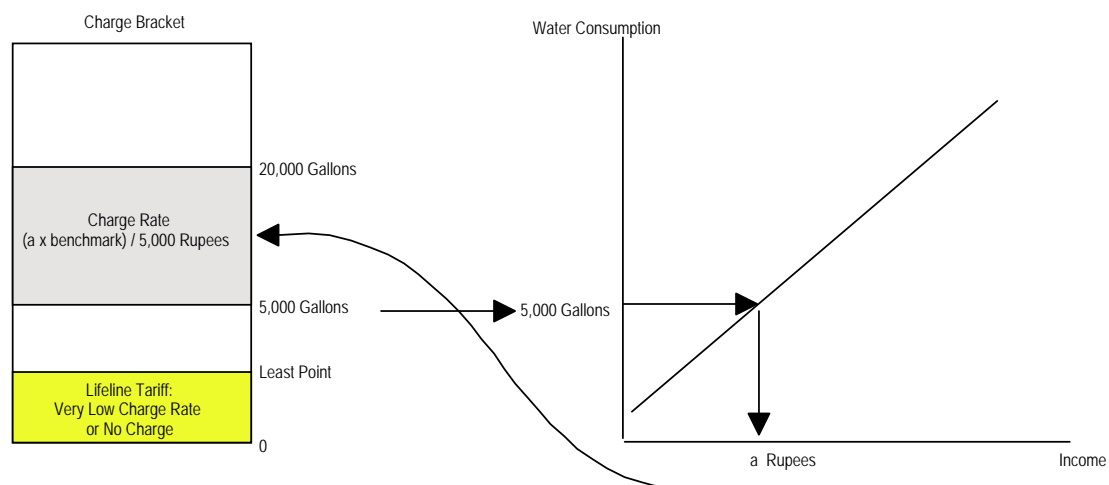 Charge Bracket
20,000 Gallons
Charge Rate
(a x benchmark) / 5,000 Rupees
5,000 Gallons
Least Point
Lifeline Tariff:
Very Low Charge Rate
or No Charge
0
Water Consumption
5,000 Gallons
a Rupees
Income